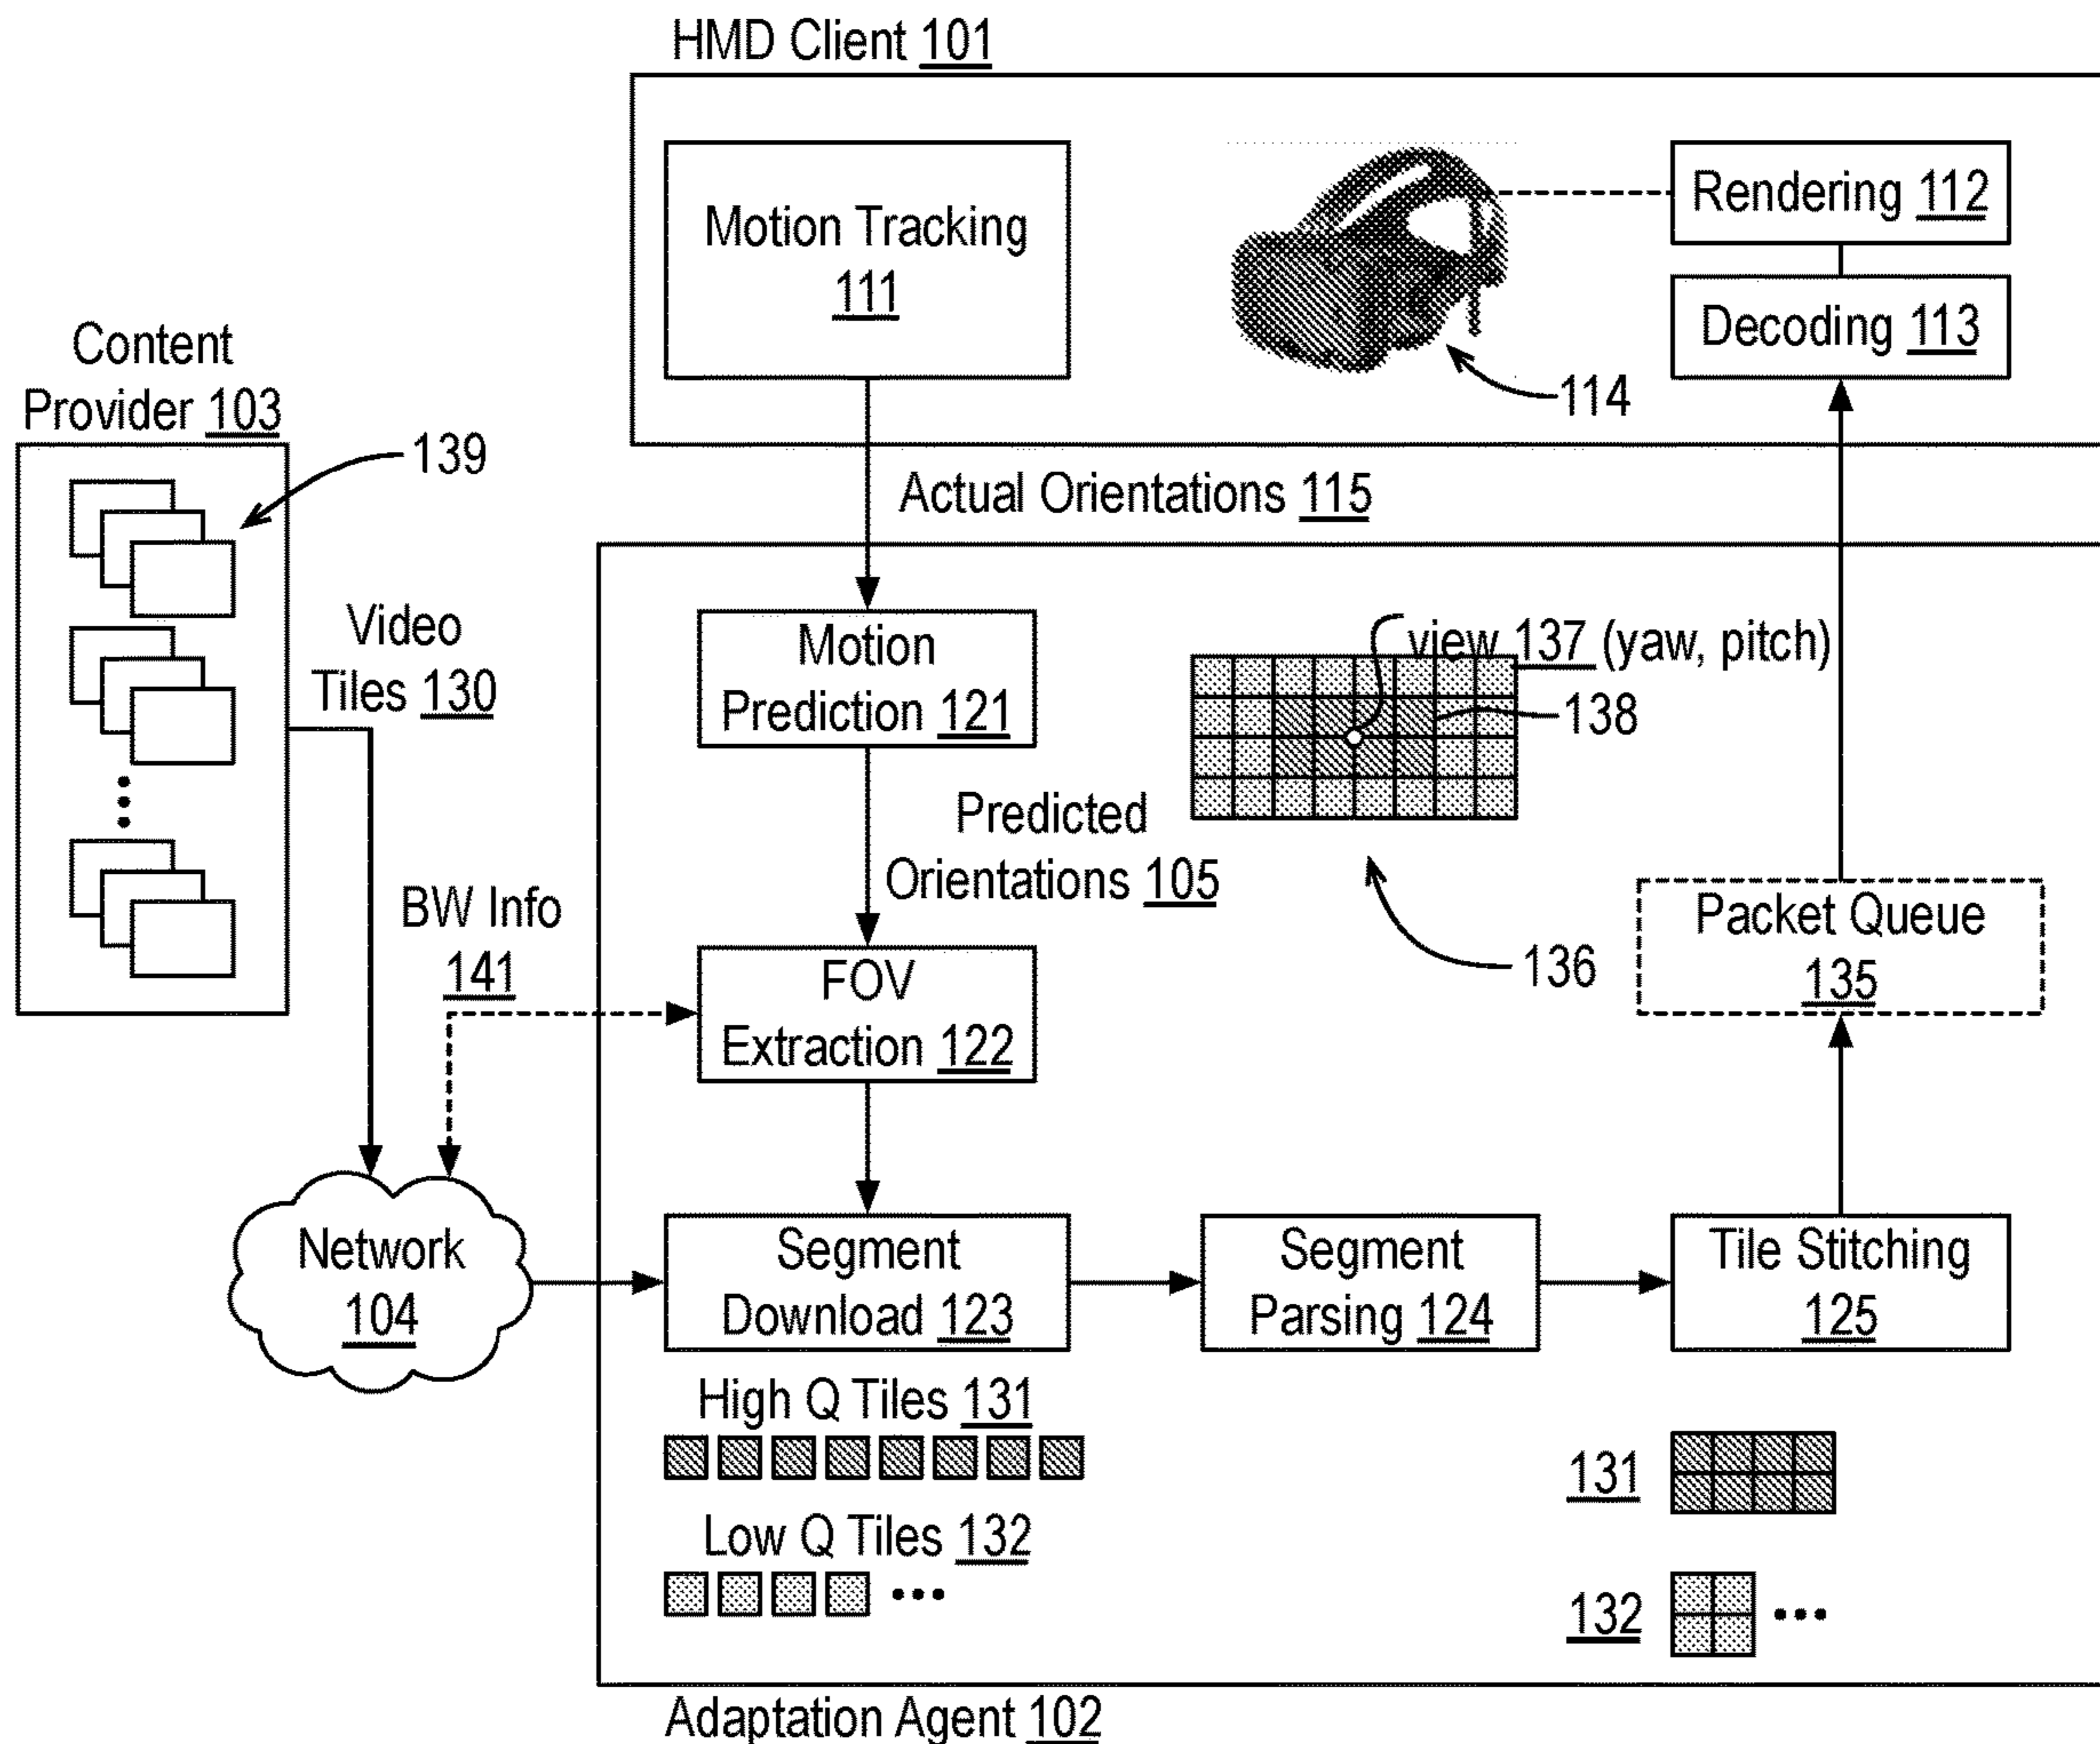 HMD Client 101
Motion Tracking
111
Rendering 112
Decoding 113
114
Content
Provider 103
139
Actual Orientations 115
Video
Tiles 130
Motion
Prediction 121
view 137 (yaw, pitch)
138
Predicted
Orientations 105
136
BW Info
141
FOV
Extraction 122
Packet Queue
135
Network
104
Segment
Download 123
Segment
Parsing 124
Tile Stitching
125
High Q Tiles 131
131
Low Q Tiles 132
132
Adaptation Agent 102